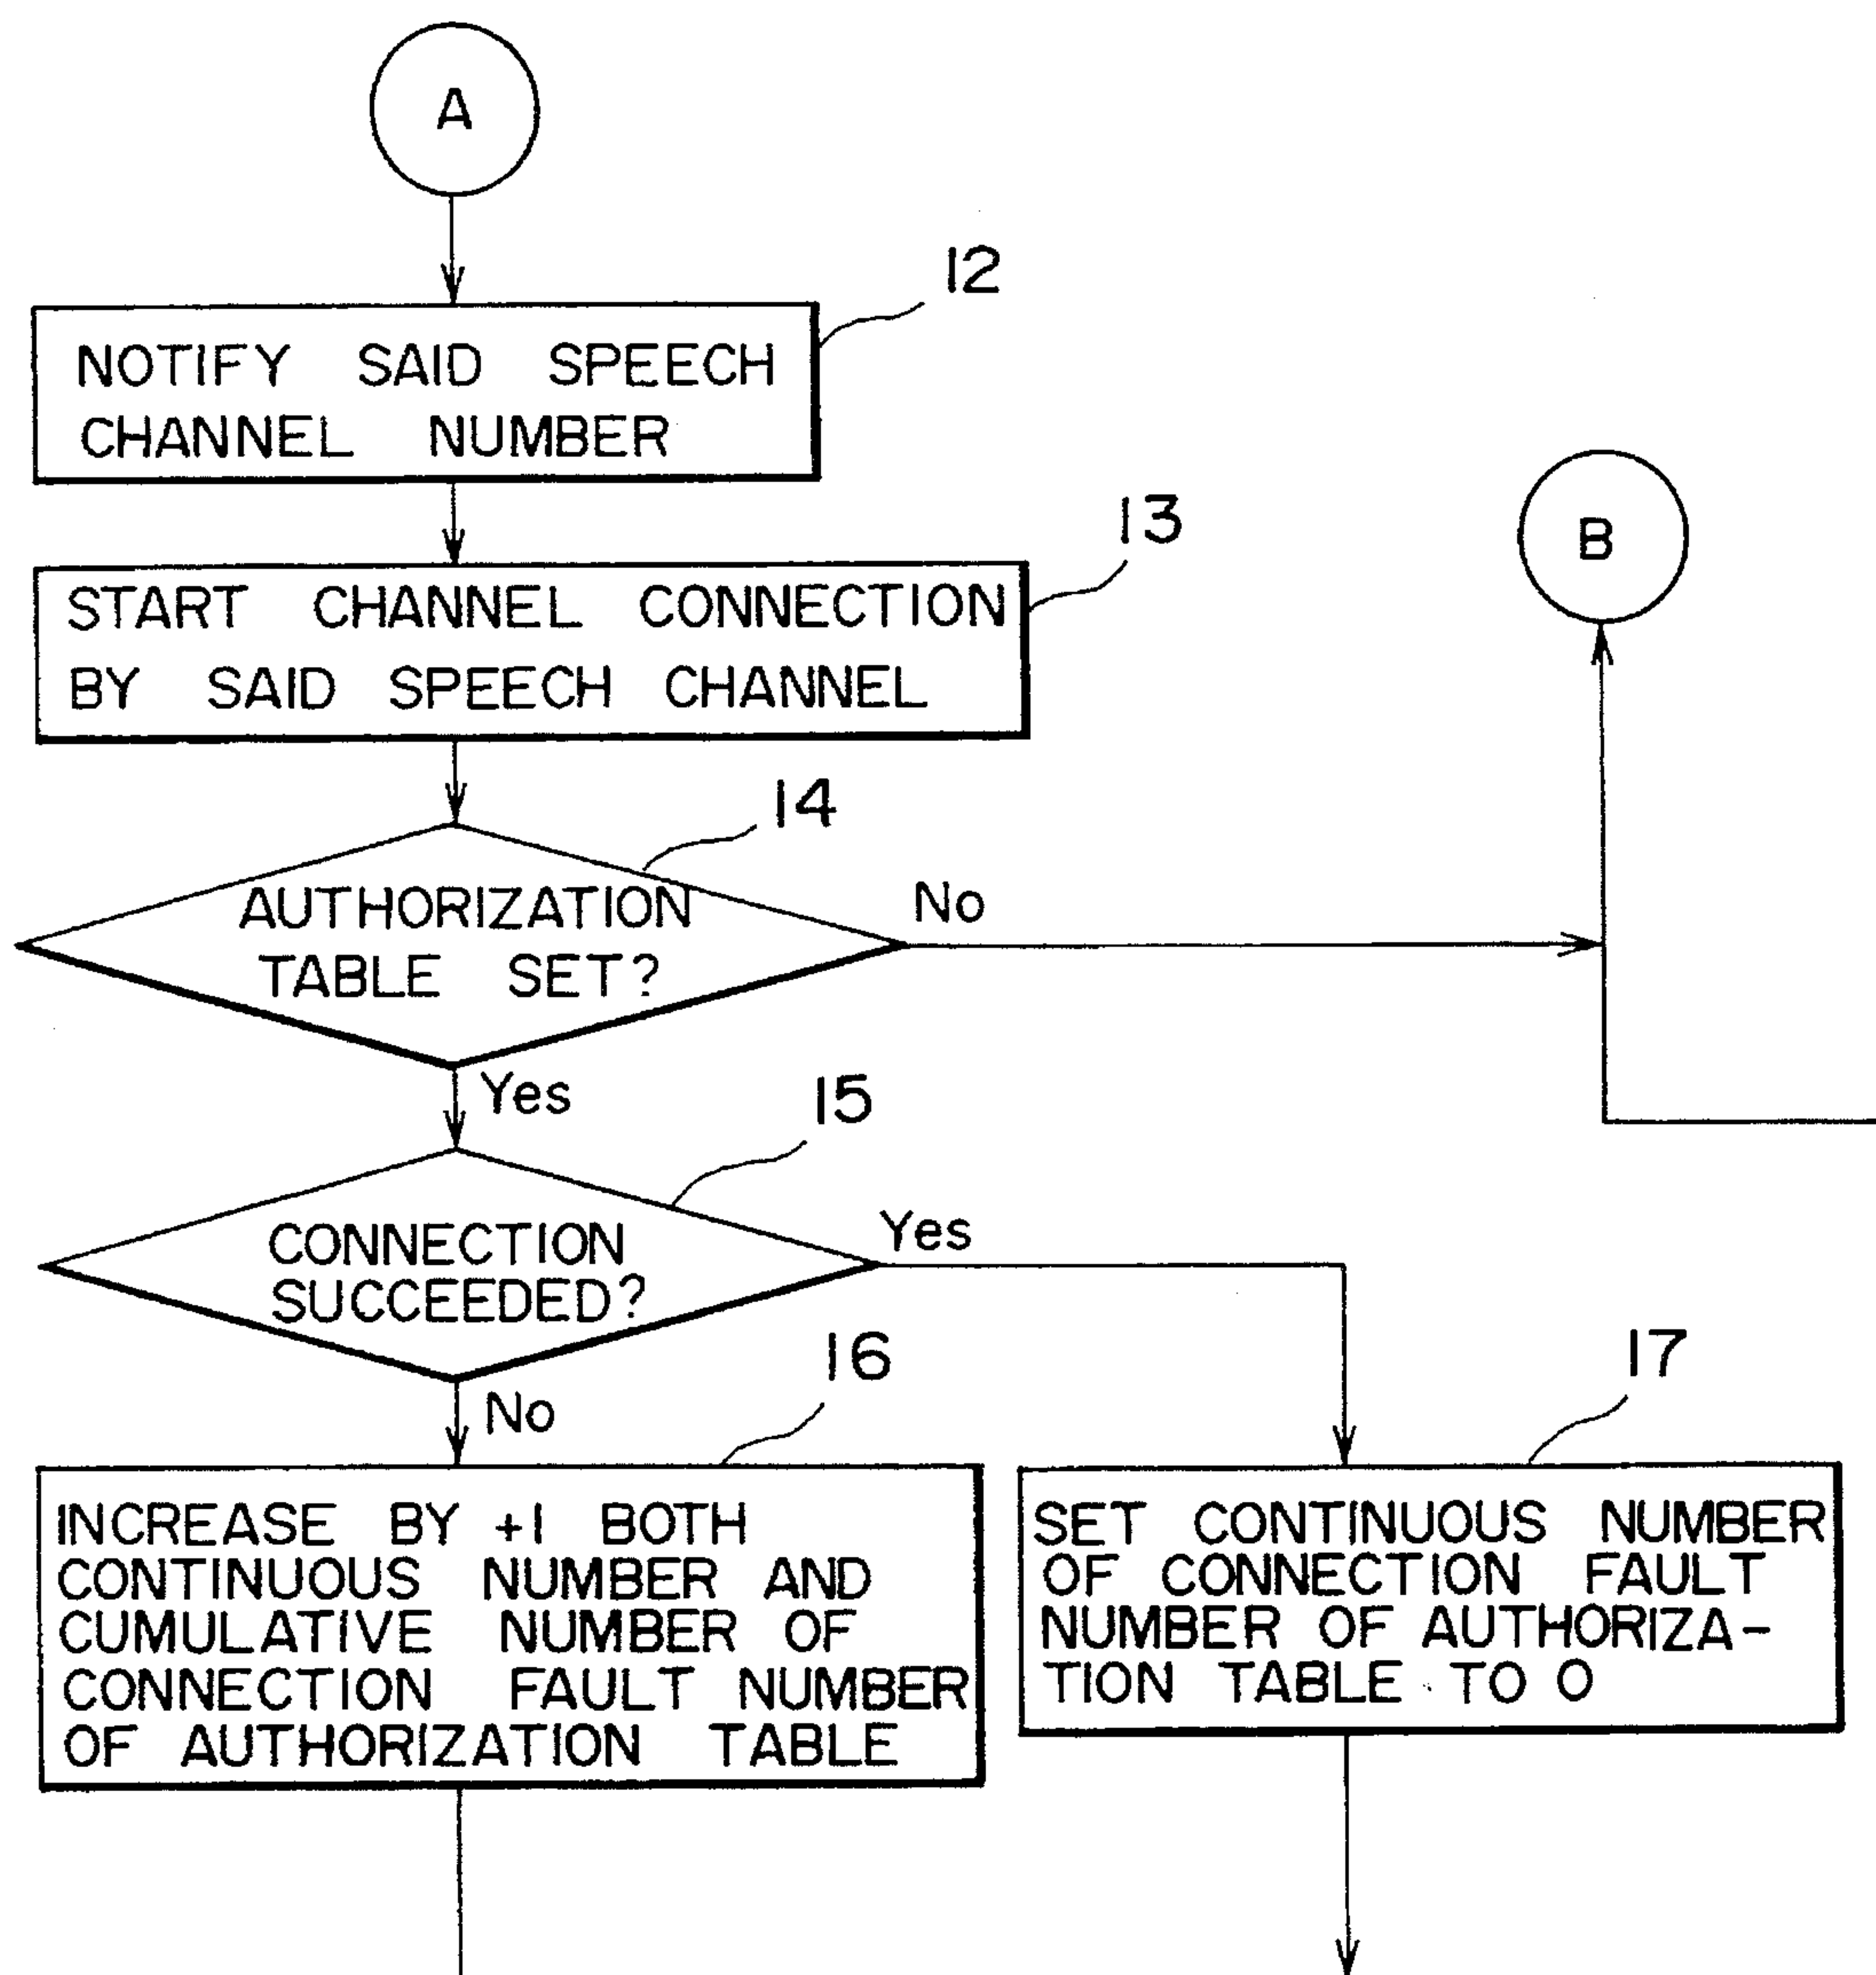 A
12
NOTIFY SAID SPEECH
CHANNEL NUMBER
13
START CHANNEL CONNECTION
BY SAID SPEECH CHANNEL
B
14
AUTHORIZATION
TABLE SET?
No
Yes
15
CONNECTION
SUCCEEDED?
Yes
No
16
INCREASE BY +1 BOTH
CONTINUOUS NUMBER AND
CUMULATIVE NUMBER OF
CONNECTION FAULT NUMBER
OF AUTHORIZATION TABLE
17
SET CONTINUOUS NUMBER
OF CONNECTION FAULT
NUMBER OF AUTHORIZA-
TION TABLE TO 0